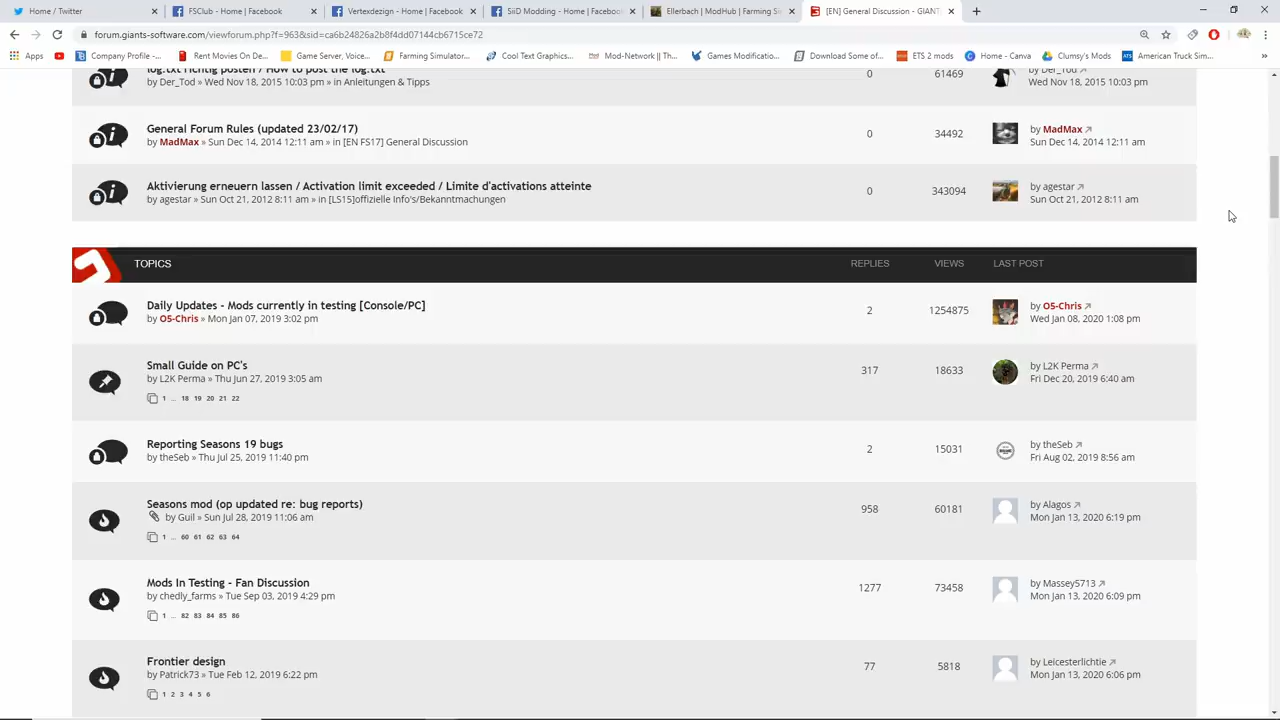 Home / Twitter
FSClub - Home | Facebook
Vertexdezign - Home | Facebook
SiiD Modding - Home | Facebook
Ellerbach | ModHub | Farming Si
[EN] General Discussion - GIANT
forum.giants-software.com/viewforum.php?f=963&sid=ca6b24826a2b8f4dd07144cb6715ce72
Apps
Company Profile -...
Rent Movies On De...
Game Server, Voice...
FarmingSimulator...
Cool Text Graphics...
Mod-Network || Th...
Games Modificatio...
Download Some of...
ETS 2 mods
Home - Canva
Clumsy's Mods
American Truck Sim...
»
log.txt richtig posten / How to post the log.txt
by Der_Tod » Wed Nov 18, 2015 10:03 pm » in Anleitungen & Tipps
0
61469
by Der_Tod
Wed Nov 18, 2015 10:03 pm
General Forum Rules (updated 23/02/17)
by MadMax » Sun Dec 14, 2014 12:11 am » in [EN FS17] General Discussion
0
34492
by MadMax
Sun Dec 14, 2014 12:11 am
Aktivierung erneuern lassen / Activation limit exceeded / Limite d'activations atteinte
by agestar » Sun Oct 21, 2012 8:11 am » in [LS15]offizielle Info's/Bekanntmachungen
0
343094
by agestar
Sun Oct 21, 2012 8:11 am
TOPICS
REPLIES
VIEWS
LAST POST
Daily Updates - Mods currently in testing [Console/PC]
by O5-Chris » Mon Jan 07, 2019 3:02 pm
2
1254875
by O5-Chris
Wed Jan 08, 2020 1:08 pm
Small Guide on PC's
by L2K Perma » Thu Jun 27, 2019 3:05 am
1 ... 18 19 20 21 22
317
18633
by L2K Perma
Fri Dec 20, 2019 6:40 am
Reporting Seasons 19 bugs
by theSeb » Thu Jul 25, 2019 11:40 pm
2
15031
by theSeb
Fri Aug 02, 2019 8:56 am
Seasons mod (op updated re: bug reports)
by Guil » Sun Jul 28, 2019 11:06 am
1 ... 60 61 62 63 64
958
60181
by Alagos
Mon Jan 13, 2020 6:19 pm
Mods In Testing - Fan Discussion
by chedly_farms » Tue Sep 03, 2019 4:29 pm
1 ... 82 83 84 85 86
1277
73458
by Massey5713
Mon Jan 13, 2020 6:09 pm
Frontier design
by Patrick73 » Tue Feb 12, 2019 6:22 pm
1 2 3 4 5 6
77
5818
by Leicesterlichtie
Mon Jan 13, 2020 6:06 pm